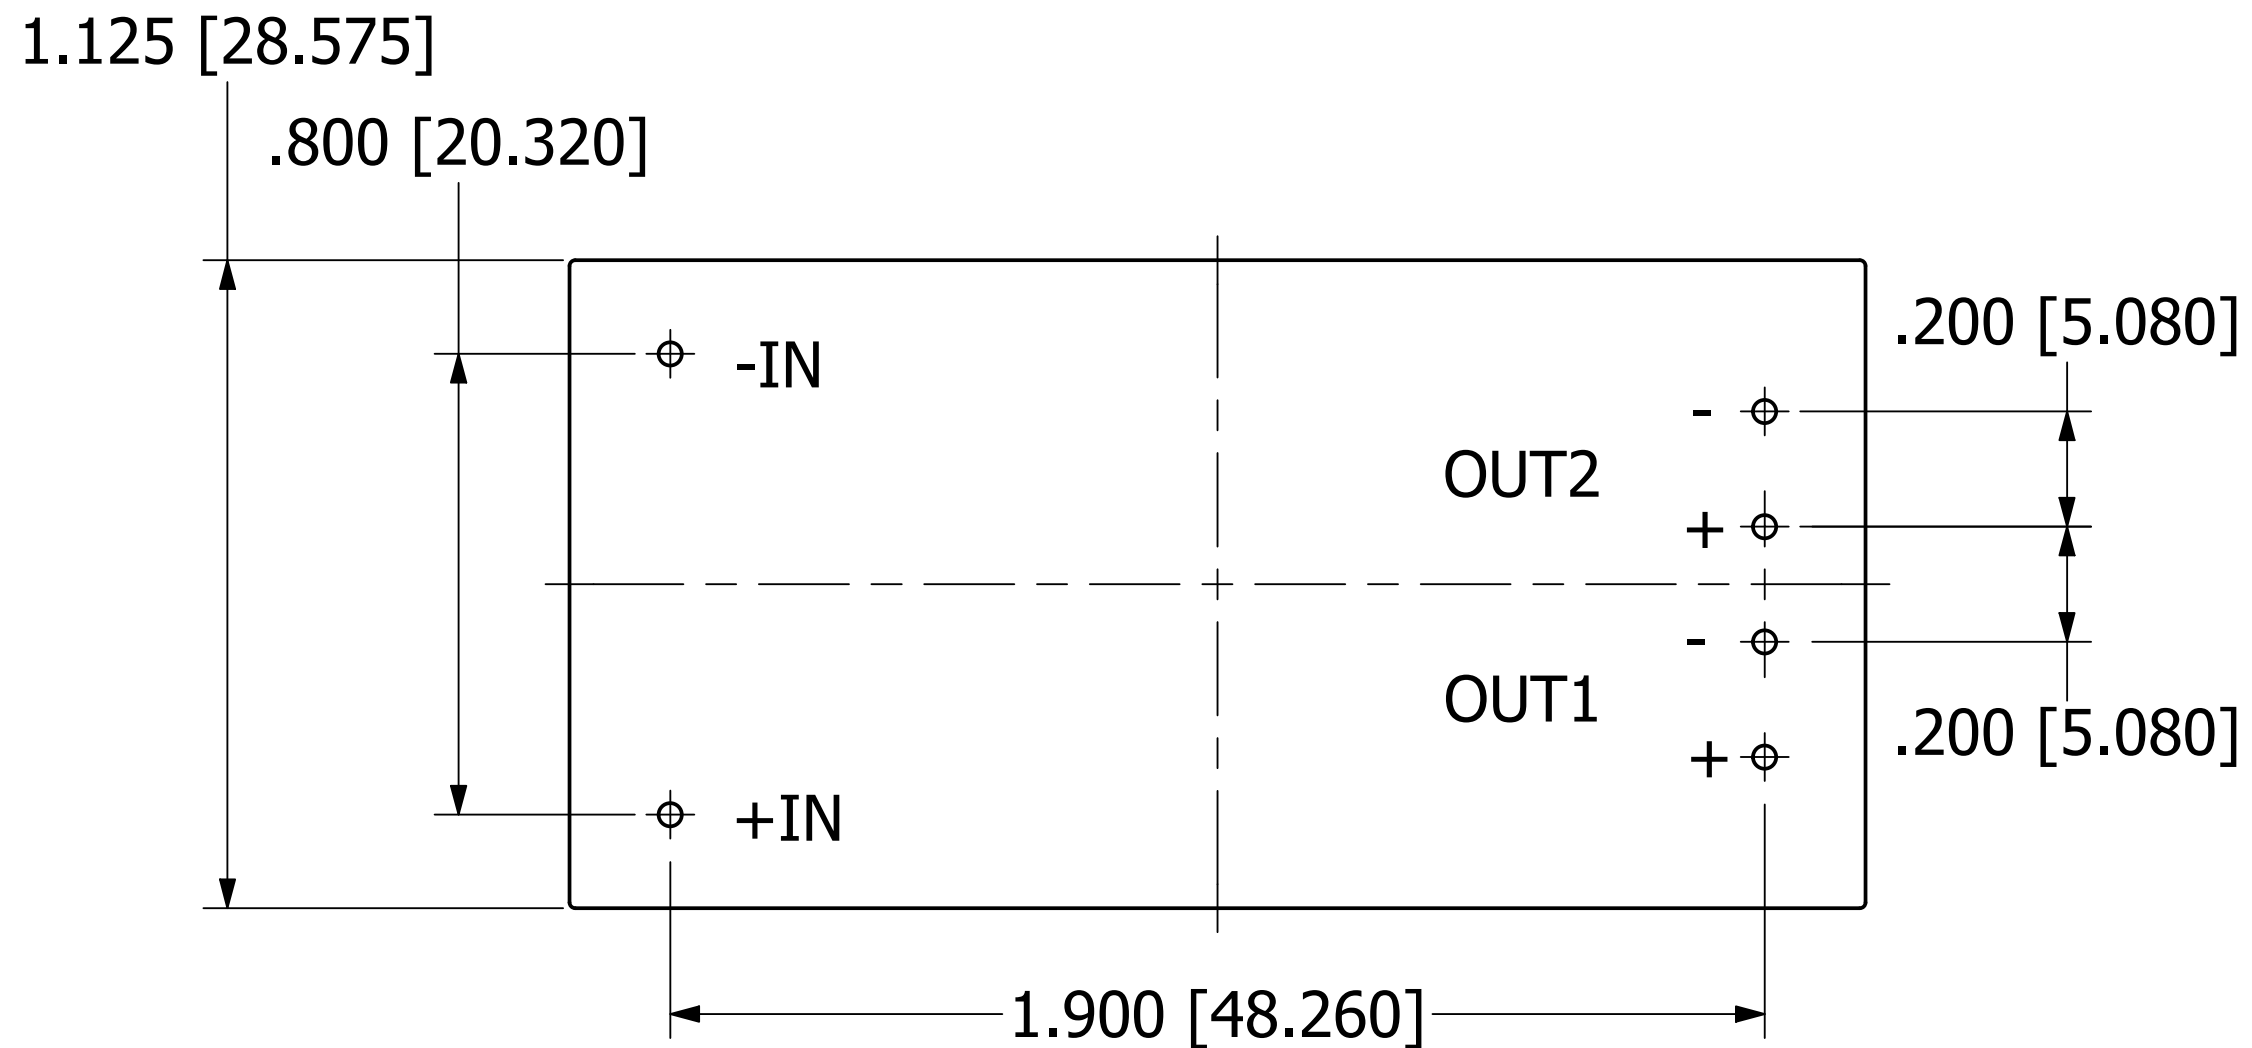 1.125 [28.575]
.800 [20.320]
.200 [5.080]
-IN
-
OUT2
+
-
OUT1
+
.200 [5.080]
+IN
1.900 [48.260]